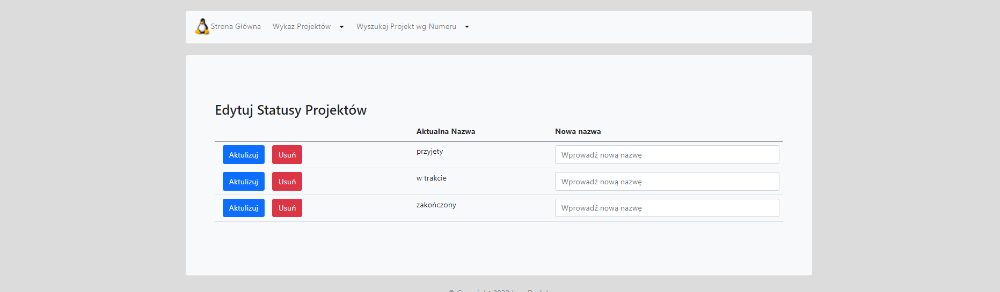 Strona Główna Wykaz Projektów Wyszukaj Projekt wg Numeru
Edytuj Statusy Projektów
Aktualna Nazwa Nowa nazwa
Aktulizuj Usuń przyjety Wprowadź nową nazwę
Aktulizuj Usuń w trakcie Wprowadź nową nazwę
Aktulizuj Usuń zakończony Wprowadź nową nazwę